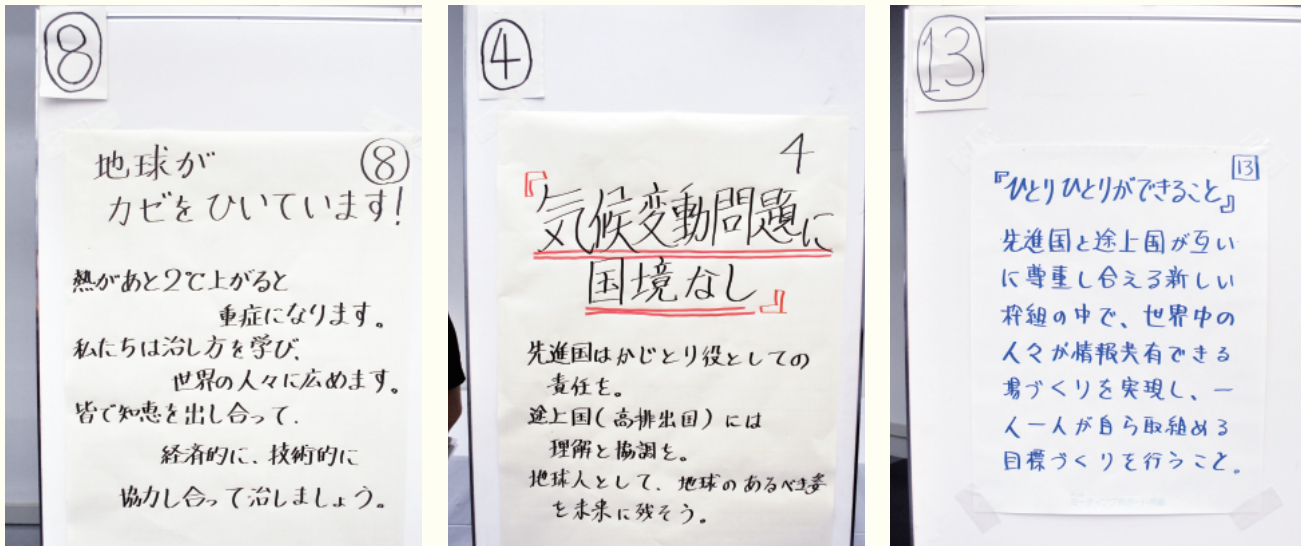 ⑧
⑧
地球が
カゼをひいています!
熱があと2℃上がると
重症になります。
私たちは治し方を学び、
世界の人々に広めます。
皆で知恵を出し合って、
経済的に、技術的に
協力し合って治しましょう。
④
4
『気候変動問題に
国境なし』
先進国はかじとり役としての
責任を。
途上国(高排出国)には
理解と協調を。
地球人として、地球のあるべき姿
を未来に残そう。
⑬
13
『ひとりひとりができること』
先進国と途上国が互い
に尊重し合える新しい
枠組の中で、世界中の
人々が情報共有できる
場づくりを実現し、一
人一人が自ら取組める
目標づくりを行うこと。